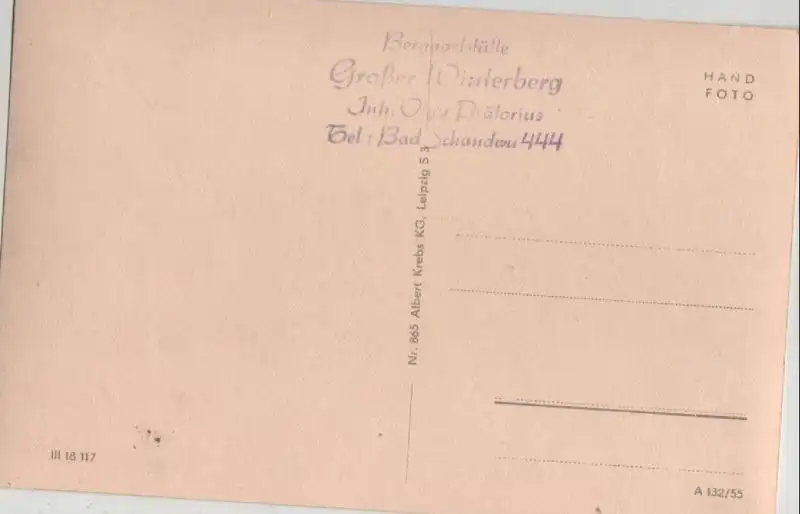 Berggaststätte
Großer Winterberg
Inh. Prätorius
Tel.: Bad Schandau 444
HAND
FOTO
Nr. 865 Albert Krebs KG, Leipzig S 3
III 18 117
A 132/55